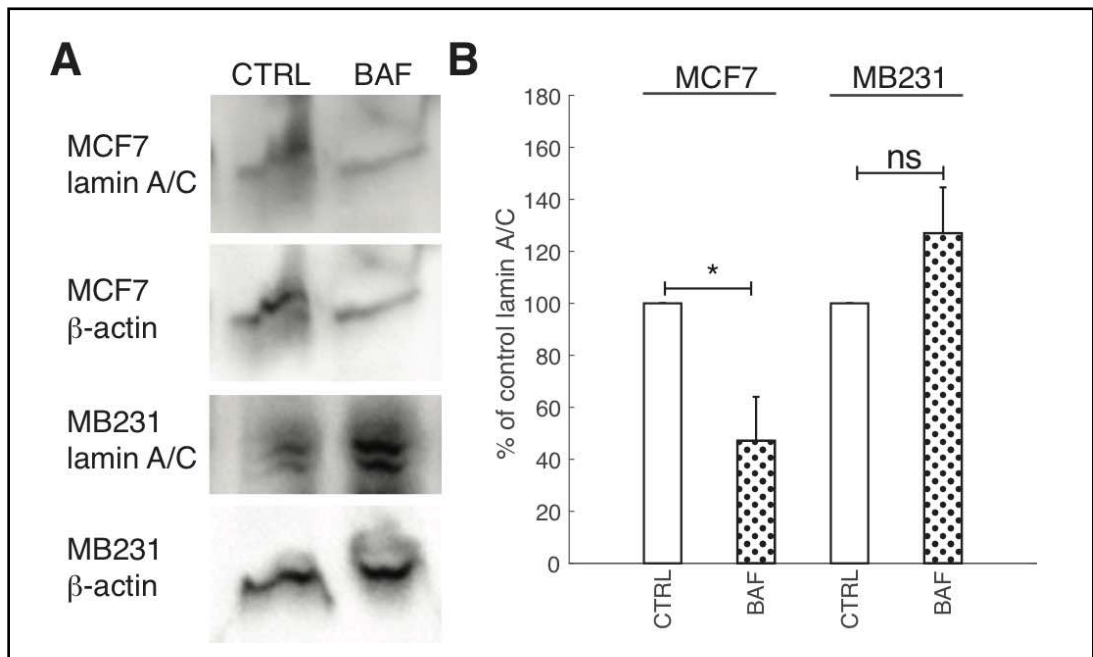 A
CTRL BAF
MCF7
lamin A/C
MCF7
β-actin
MB231
lamin A/C
MB231
β-actin
B
MCF7 MB231
% of control lamin A/C
180
160
140
120
100
80
60
40
20
0
*
ns
CTRL
BAF
CTRL
BAF